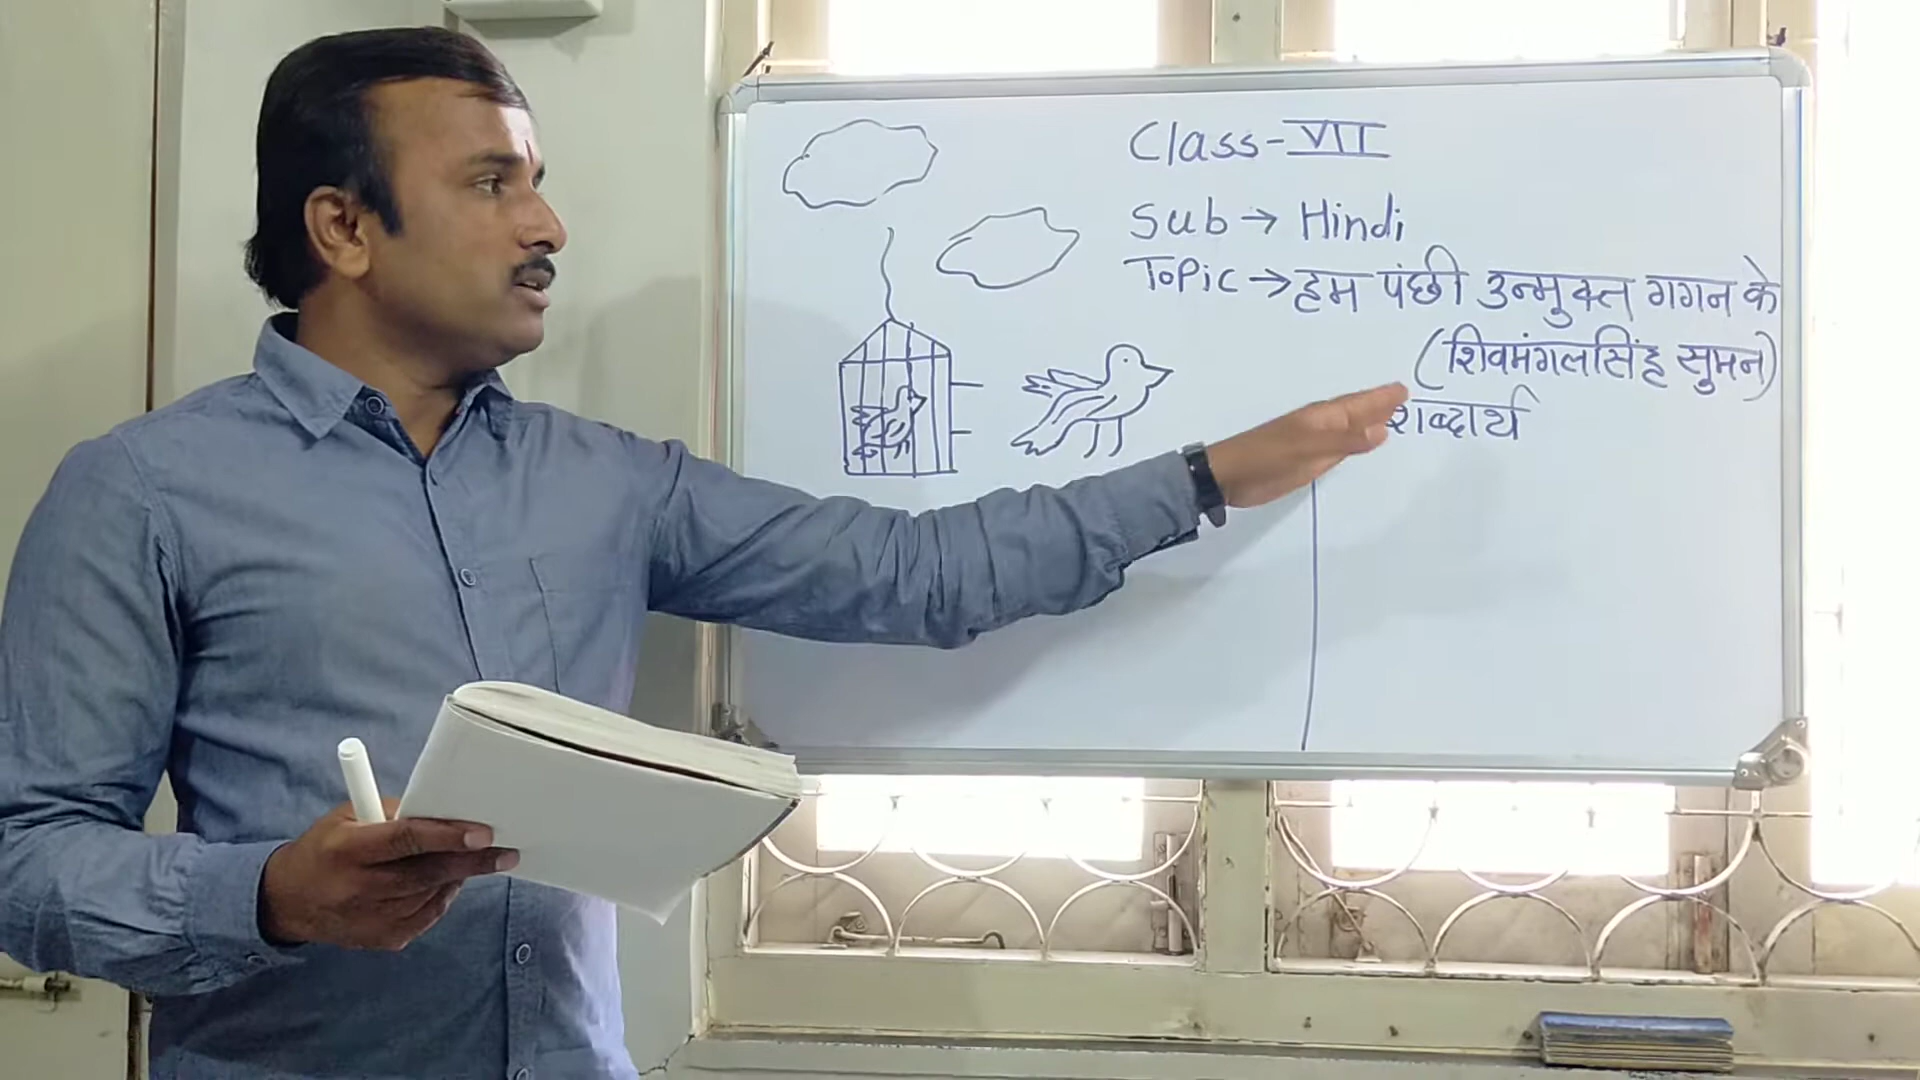 Class-VII
Sub→ Hindi
Topic→हम पंछी उन्मुक्त गगन के
(शिवमंगलसिंह सुमन)
शब्दार्थ